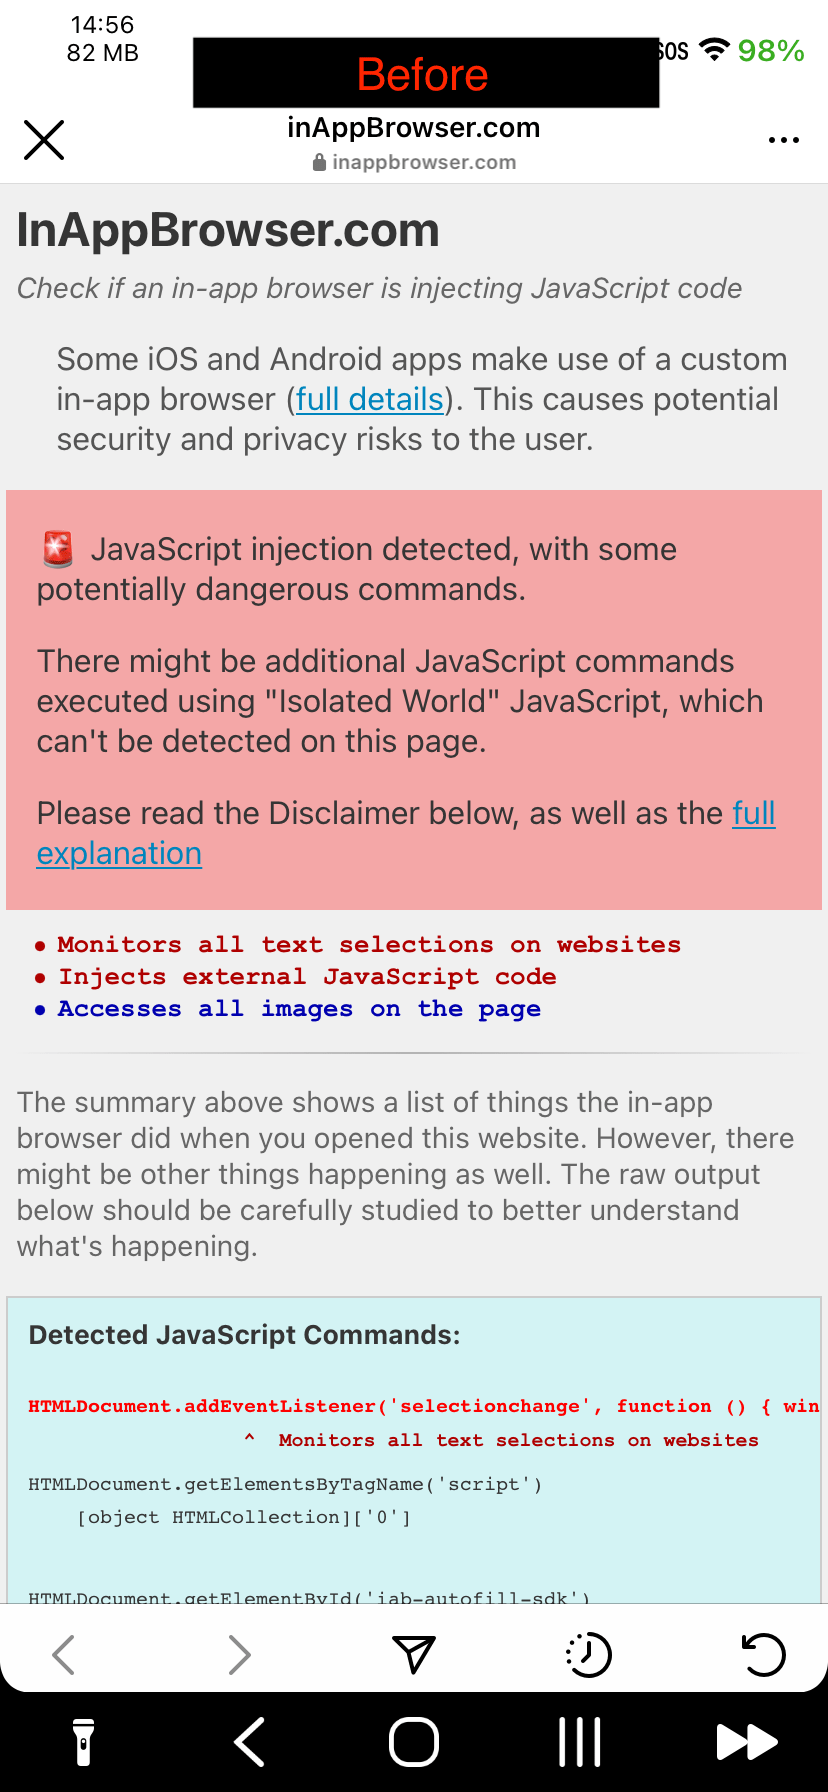 14:56
82 MB
Before
SOS 98%
inAppBrowser.com
inappbrowser.com
InAppBrowser.com
Check if an in-app browser is injecting JavaScript code
Some iOS and Android apps make use of a custom
in-app browser (full details). This causes potential
security and privacy risks to the user.
JavaScript injection detected, with some
potentially dangerous commands.
There might be additional JavaScript commands
executed using "Isolated World" JavaScript, which
can't be detected on this page.
Please read the Disclaimer below, as well as the full
explanation
• Monitors all text selections on websites
• Injects external JavaScript code
• Accesses all images on the page
The summary above shows a list of things the in-app
browser did when you opened this website. However, there
might be other things happening as well. The raw output
below should be carefully studied to better understand
what's happening.
Detected JavaScript Commands:
HTMLDocument.addEventListener('selectionchange', function () { win
^ Monitors all text selections on websites
HTMLDocument.getElementsByTagName('script')
[object HTMLCollection]['0']
HTMLDocument.getElementById('iab-autofill-sdk')